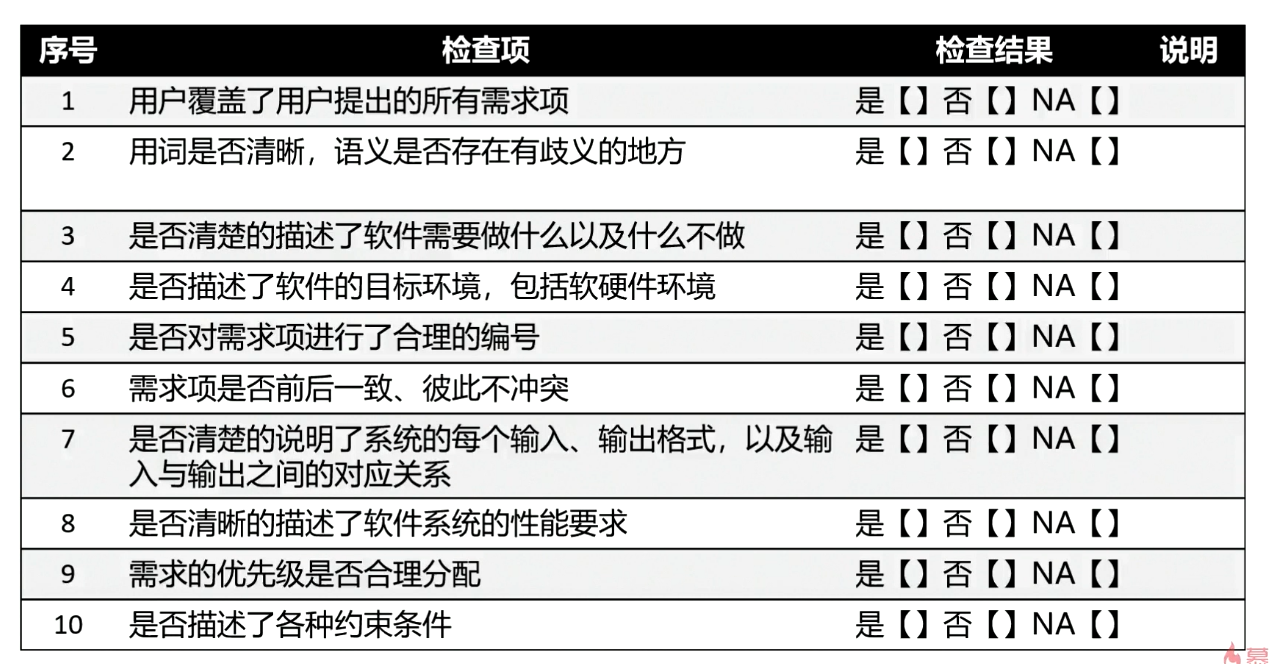 序号 检查项 检查结果 说明
1 用户覆盖了用户提出的所有需求项 是【】否【】NA【】
2 用词是否清晰，语义是否存在有歧义的地方 是【】否【】NA【】
3 是否清楚的描述了软件需要做什么以及什么不做 是【】否【】NA【】
4 是否描述了软件的目标环境，包括软硬件环境 是【】否【】NA【】
5 是否对需求项进行了合理的编号 是【】否【】NA【】
6 需求项是否前后一致、彼此不冲突 是【】否【】NA【】
7 是否清楚的说明了系统的每个输入、输出格式，以及输 是【】否【】NA【】
入与输出之间的对应关系
8 是否清晰的描述了软件系统的性能要求 是【】否【】NA【】
9 需求的优先级是否合理分配 是【】否【】NA【】
10 是否描述了各种约束条件 是【】否【】NA【】